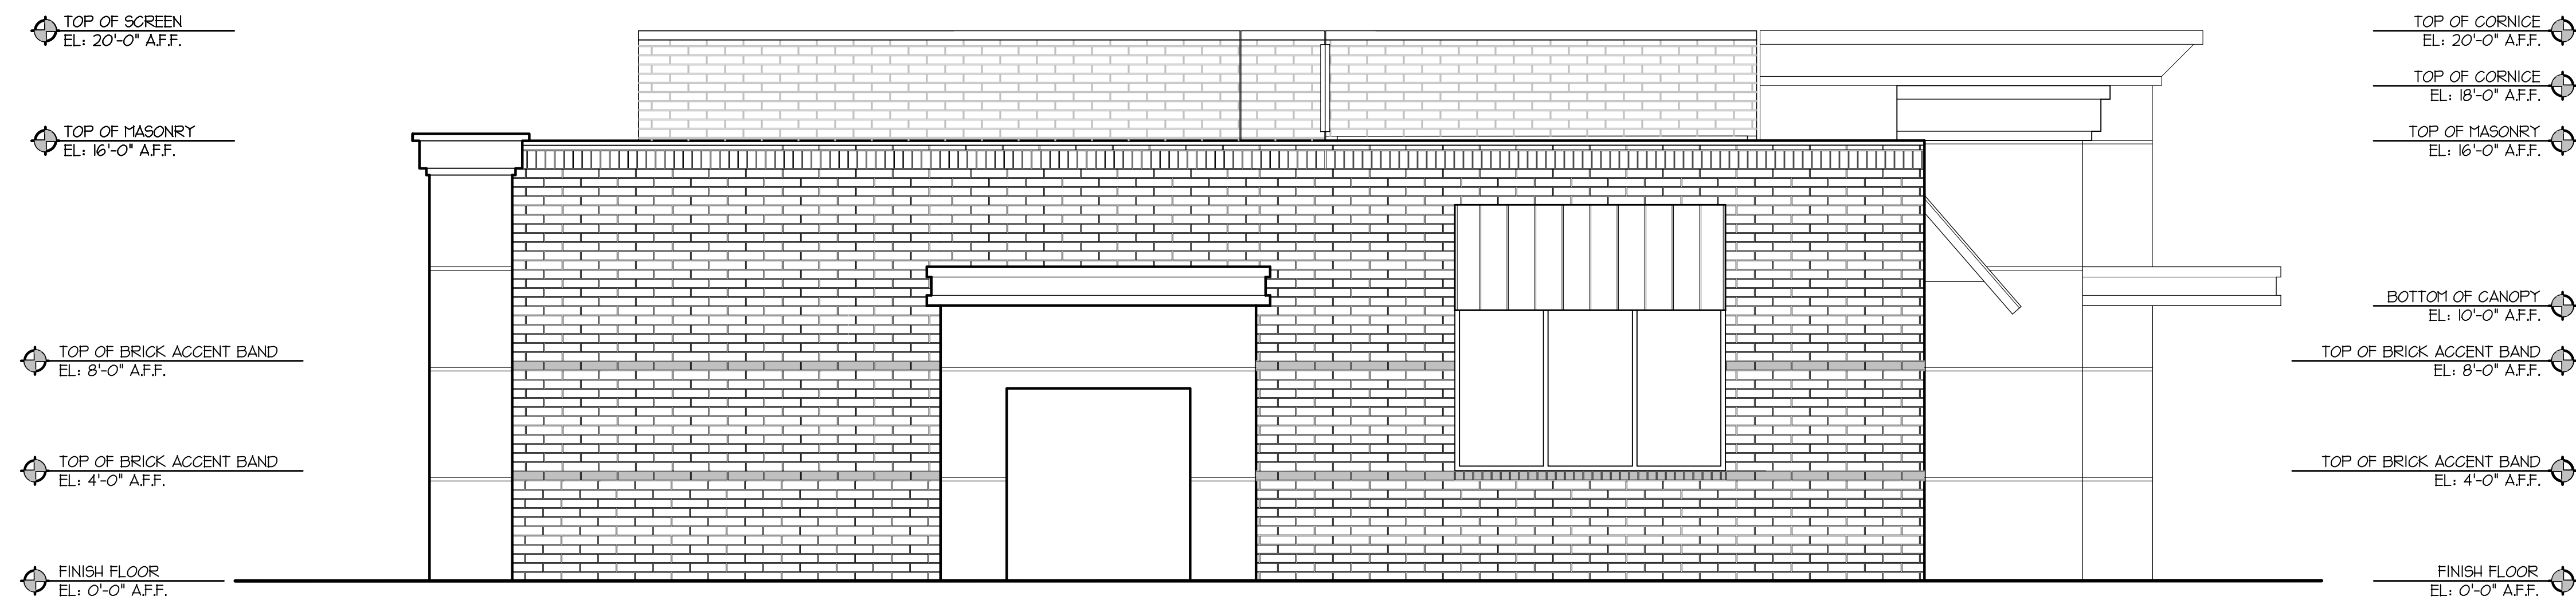 TOP OF SCREEN
EL: 20'-0" A.F.F.
TOP OF MASONRY
EL: 16'-0" A.F.F.
TOP OF BRICK ACCENT BAND
EL: 8'-0" A.F.F.
TOP OF BRICK ACCENT BAND
EL: 4'-0" A.F.F.
FINISH FLOOR
EL: 0'-0" A.F.F.
TOP OF CORNICE
EL: 20'-0" A.F.F.
TOP OF CORNICE
EL: 18'-0" A.F.F.
TOP OF MASONRY
EL: 16'-0" A.F.F.
BOTTOM OF CANOPY
EL: 10'-0" A.F.F.
TOP OF BRICK ACCENT BAND
EL: 8'-0" A.F.F.
TOP OF BRICK ACCENT BAND
EL: 4'-0" A.F.F.
FINISH FLOOR
EL: 0'-0" A.F.F.